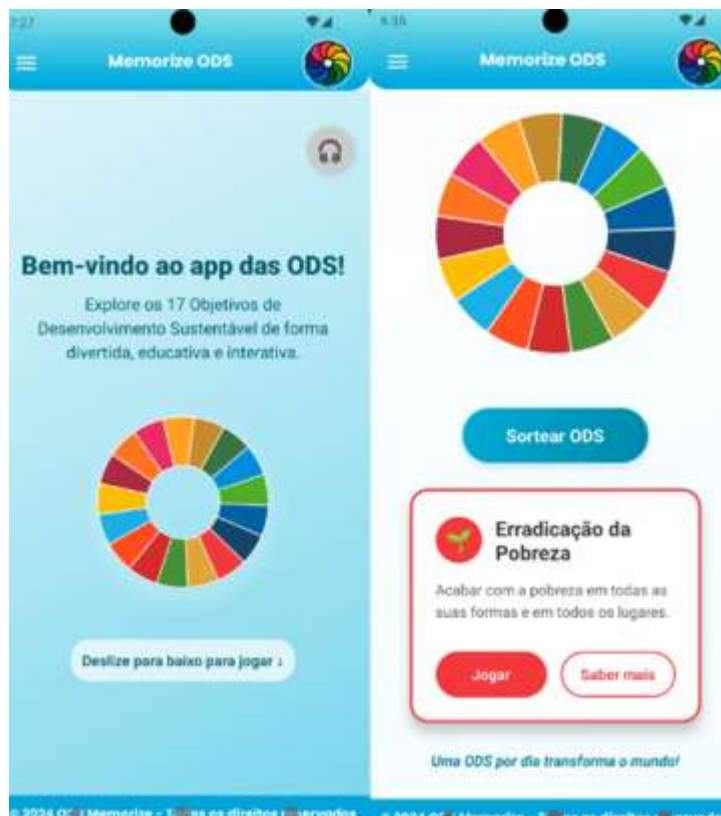 7:27
Memorize ODS
Bem-vindo ao app das ODS!
Explore os 17 Objetivos de
Desenvolvimento Sustentável de forma
divertida, educativa e interativa.
Deslize para baixo para jogar ↓
Memorize ODS
Sortear ODS
Erradicação da
Pobreza
Acabar com a pobreza em todas as
suas formas e em todos os lugares.
Jogar
Saber mais
Uma ODS por dia transforma o mundo!